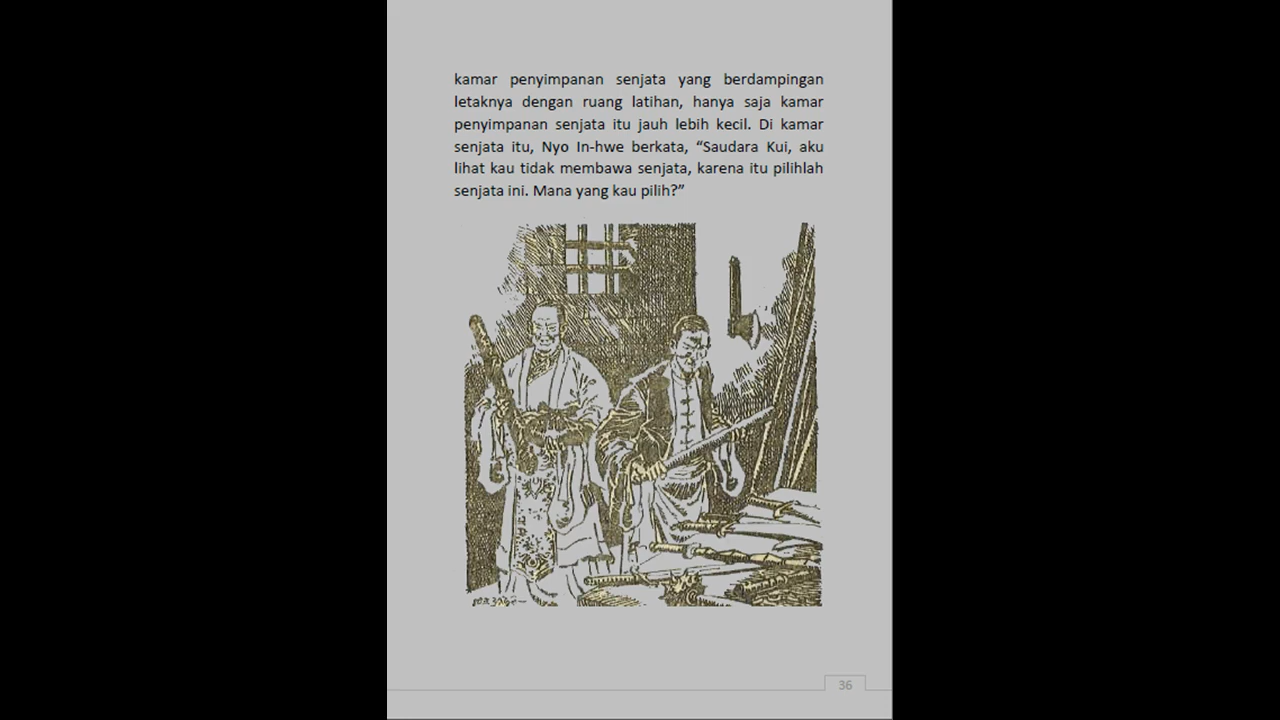 kamar penyimpanan senjata yang berdampingan
letaknya dengan ruang latihan, hanya saja kamar
penyimpanan senjata itu jauh lebih kecil. Di kamar
senjata itu, Nyo In-hwe berkata, “Saudara Kui, aku
lihat kau tidak membawa senjata, karena itu pilihlah
senjata ini. Mana yang kau pilih?”
36